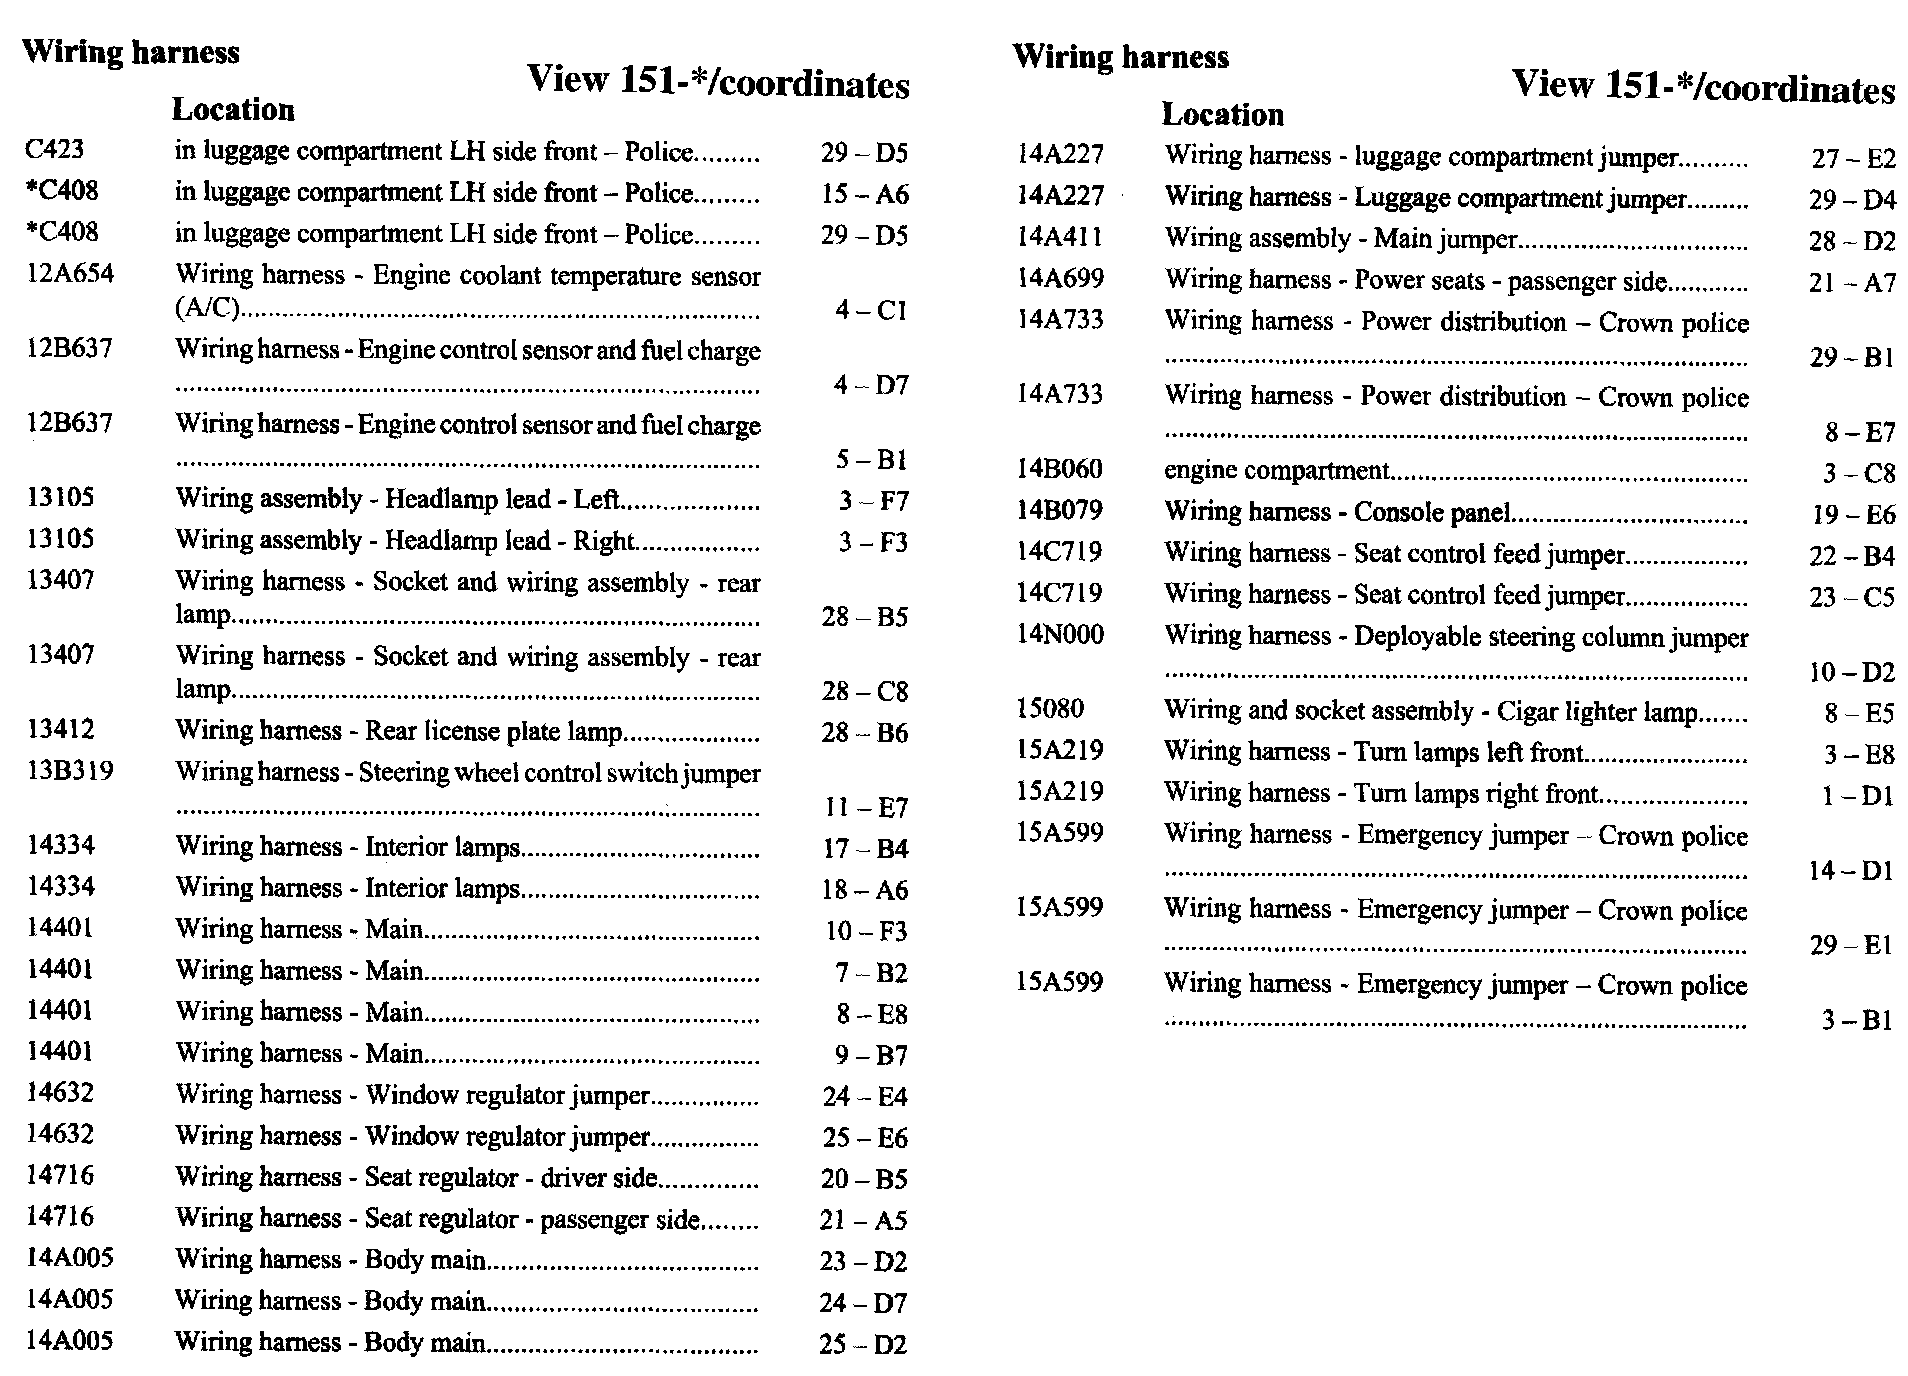 Wiring harness
View 151-*/coordinates
Location
C423 in luggage compartment LH side front – Police......... 29 – D5
*C408 in luggage compartment LH side front – Police......... 15 – A6
*C408 in luggage compartment LH side front – Police......... 29 – D5
12A654 Wiring harness - Engine coolant temperature sensor
(A/C)............................................................................. 4 – C1
12B637 Wiring harness - Engine control sensor and fuel charge
....................................................................................... 4 – D7
12B637 Wiring harness - Engine control sensor and fuel charge
....................................................................................... 5 – B1
13105 Wiring assembly - Headlamp lead - Left..................... 3 – F7
13105 Wiring assembly - Headlamp lead - Right................... 3 – F3
13407 Wiring harness - Socket and wiring assembly - rear
lamp............................................................................... 28 – B5
13407 Wiring harness - Socket and wiring assembly - rear
lamp............................................................................... 28 – C8
13412 Wiring harness - Rear license plate lamp..................... 28 – B6
13B319 Wiring harness - Steering wheel control switch jumper
....................................................................................... 11 – E7
14334 Wiring harness - Interior lamps.................................... 17 – B4
14334 Wiring harness - Interior lamps.................................... 18 – A6
14401 Wiring harness - Main.................................................. 10 – F3
14401 Wiring harness - Main.................................................. 7 – B2
14401 Wiring harness - Main.................................................. 8 – E8
14401 Wiring harness - Main.................................................. 9 – B7
14632 Wiring harness - Window regulator jumper................ 24 – E4
14632 Wiring harness - Window regulator jumper................ 25 – E6
14716 Wiring harness - Seat regulator - driver side............... 20 – B5
14716 Wiring harness - Seat regulator - passenger side......... 21 – A5
14A005 Wiring harness - Body main......................................... 23 – D2
14A005 Wiring harness - Body main......................................... 24 – D7
14A005 Wiring harness - Body main......................................... 25 – D2
Wiring harness
View 151-*/coordinates
Location
14A227 Wiring harness - luggage compartment jumper.......... 27 – E2
14A227 Wiring harness - Luggage compartment jumper......... 29 – D4
14A411 Wiring assembly - Main jumper.................................. 28 – D2
14A699 Wiring harness - Power seats - passenger side............ 21 – A7
14A733 Wiring harness - Power distribution – Crown police
....................................................................................... 29 – B1
14A733 Wiring harness - Power distribution – Crown police
....................................................................................... 8 – E7
14B060 engine compartment..................................................... 3 – C8
14B079 Wiring harness - Console panel................................... 19 – E6
14C719 Wiring harness - Seat control feed jumper.................. 22 – B4
14C719 Wiring harness - Seat control feed jumper.................. 23 – C5
14N000 Wiring harness - Deployable steering column jumper
....................................................................................... 10 – D2
15080 Wiring and socket assembly - Cigar lighter lamp....... 8 – E5
15A219 Wiring harness - Turn lamps left front........................ 3 – E8
15A219 Wiring harness - Turn lamps right front...................... 1 – D1
15A599 Wiring harness - Emergency jumper – Crown police
....................................................................................... 14 – D1
15A599 Wiring harness - Emergency jumper – Crown police
....................................................................................... 29 – E1
15A599 Wiring harness - Emergency jumper – Crown police
....................................................................................... 3 – B1